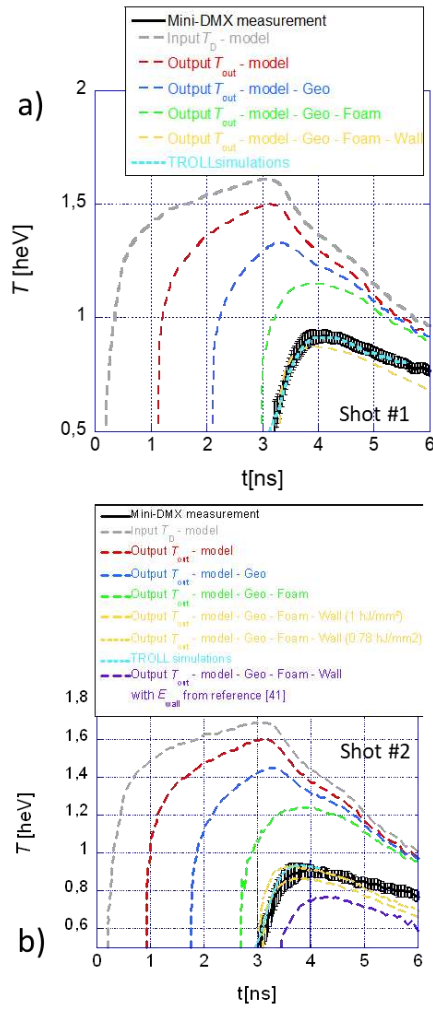 Mini-DMX measurement
Input T_D - model
Output T_out - model
Output T_out - model - Geo
Output T_out - model - Geo - Foam
Output T_out - model - Geo - Foam - Wall
TROLLsimulations
a)
2
1,5
1
0,5
T [heV]
Shot #1
0 1 2 3 4 5 6
t[ns]
Mini-DMX measurement
Input T_D - model
Output T_out - model
Output T_out - model - Geo
Output T_out - model - Geo - Foam
Output T_out - model - Geo - Foam - Wall (1 hJ/mm²)
Output T_out - model - Geo - Foam - Wall (0.78 hJ/mm2)
TROLL simulations
Output T_out - model - Geo - Foam - Wall
with E_wall from reference [41]
1.8
1.6
1.4
1.2
1
0.8
0.6
T [heV]
Shot #2
b)
0 1 2 3 4 5 6
t[ns]